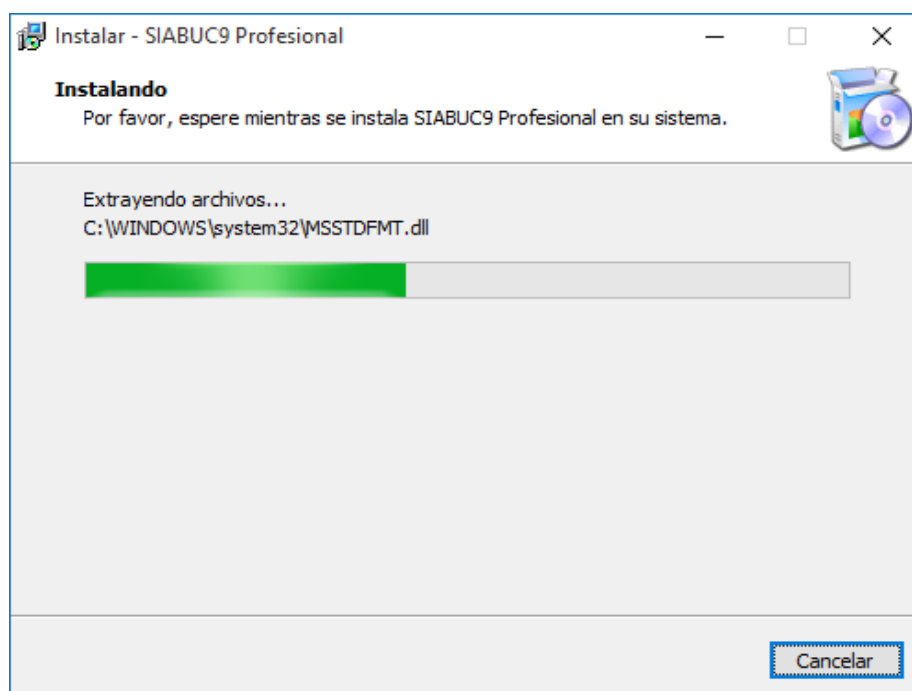 Instalar - SIABUC9 Profesional
Instalando
Por favor, espere mientras se instala SIABUC9 Profesional en su sistema.
Extrayendo archivos...
C:\WINDOWS\system32\MSSTDFMT.dll
Cancelar